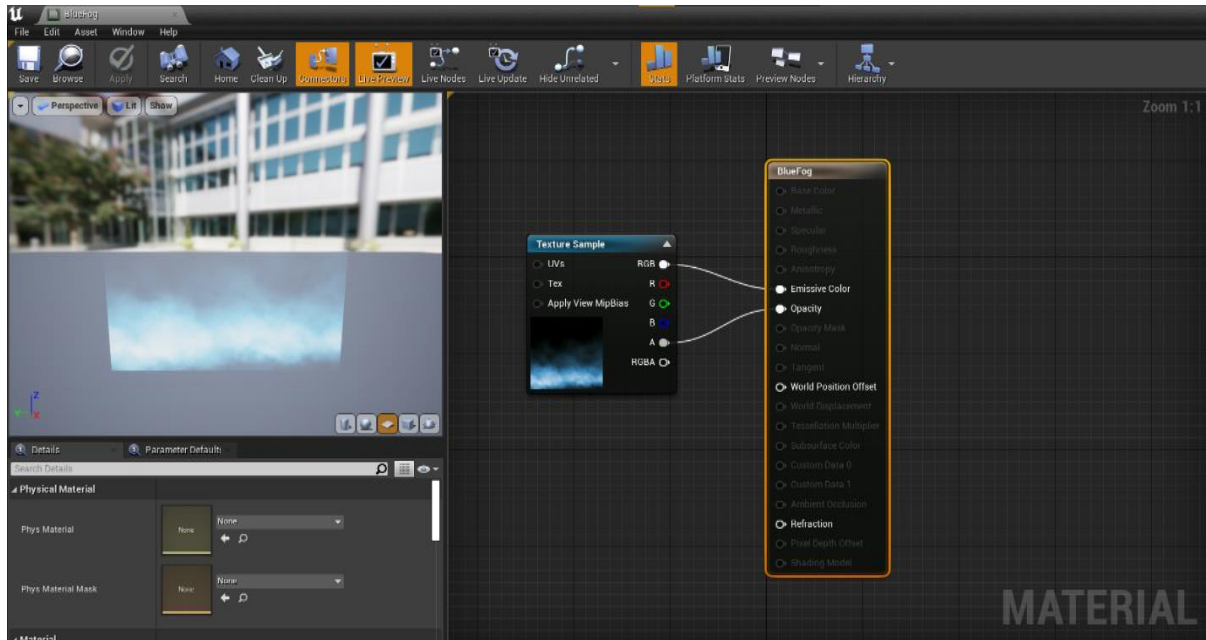 BlueFog
File Edit Asset Window Help
Save Browse Apply Search Home Clean Up Connectors Live Preview Live Nodes Live Update Hide Unrelated Stats Platform Stats Preview Nodes Hierarchy
Perspective Lit Show
Zoom 1:1
BlueFog
Base Color
Metallic
Specular
Roughness
Anisotropy
Emissive Color
Opacity
Opacity Mask
Normal
Tangent
World Position Offset
World Displacement
Tessellation Multiplier
Subsurface Color
Custom Data 0
Custom Data 1
Ambient Occlusion
Refraction
Pixel Depth Offset
Shading Model
Texture Sample
UVs RGB
Tex R
Apply View MipBias G
B
A
RGBA
Z
Y X
Details Parameter Defaults
Search Details
Physical Material
Phys Material None None
Phys Material Mask None None
Material
MATERIAL